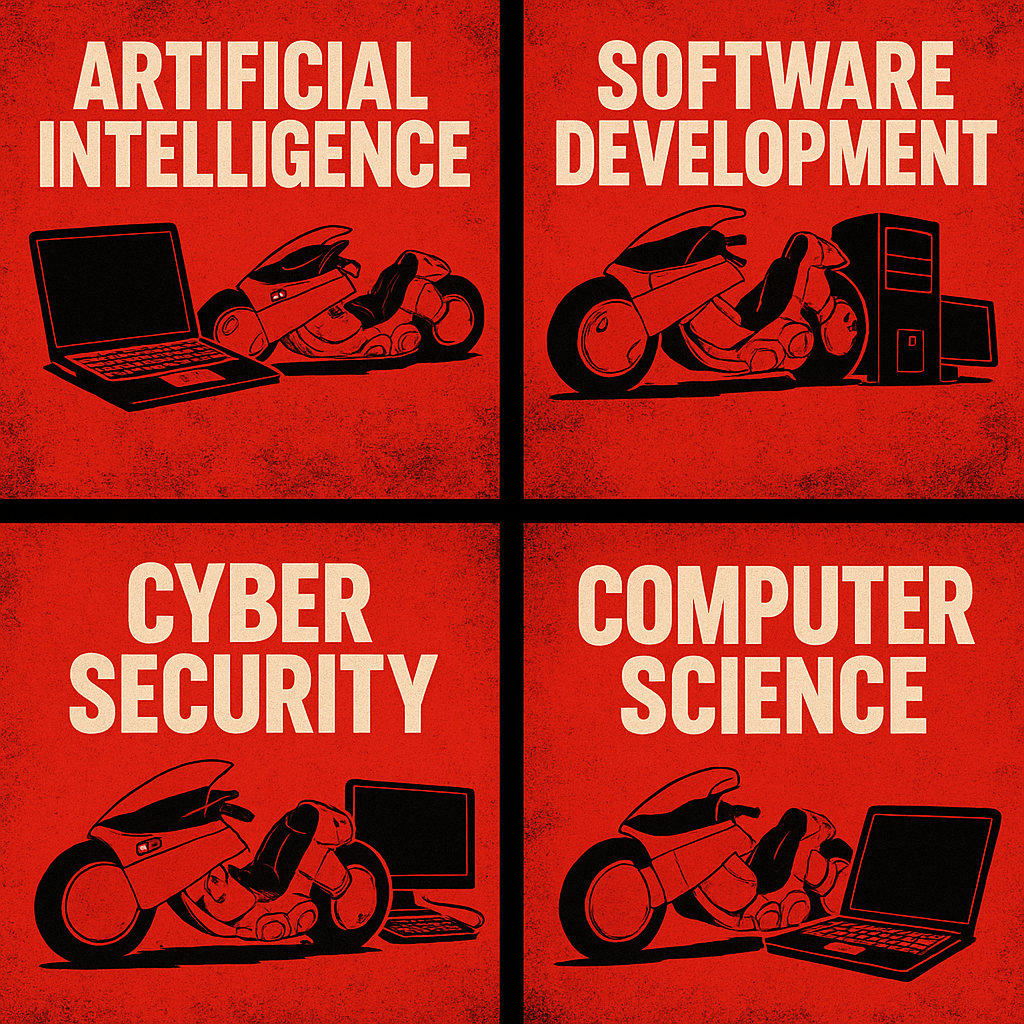 ARTIFICIAL
INTELLIGENCE
SOFTWARE
DEVELOPMENT
CYBER
SECURITY
COMPUTER
SCIENCE